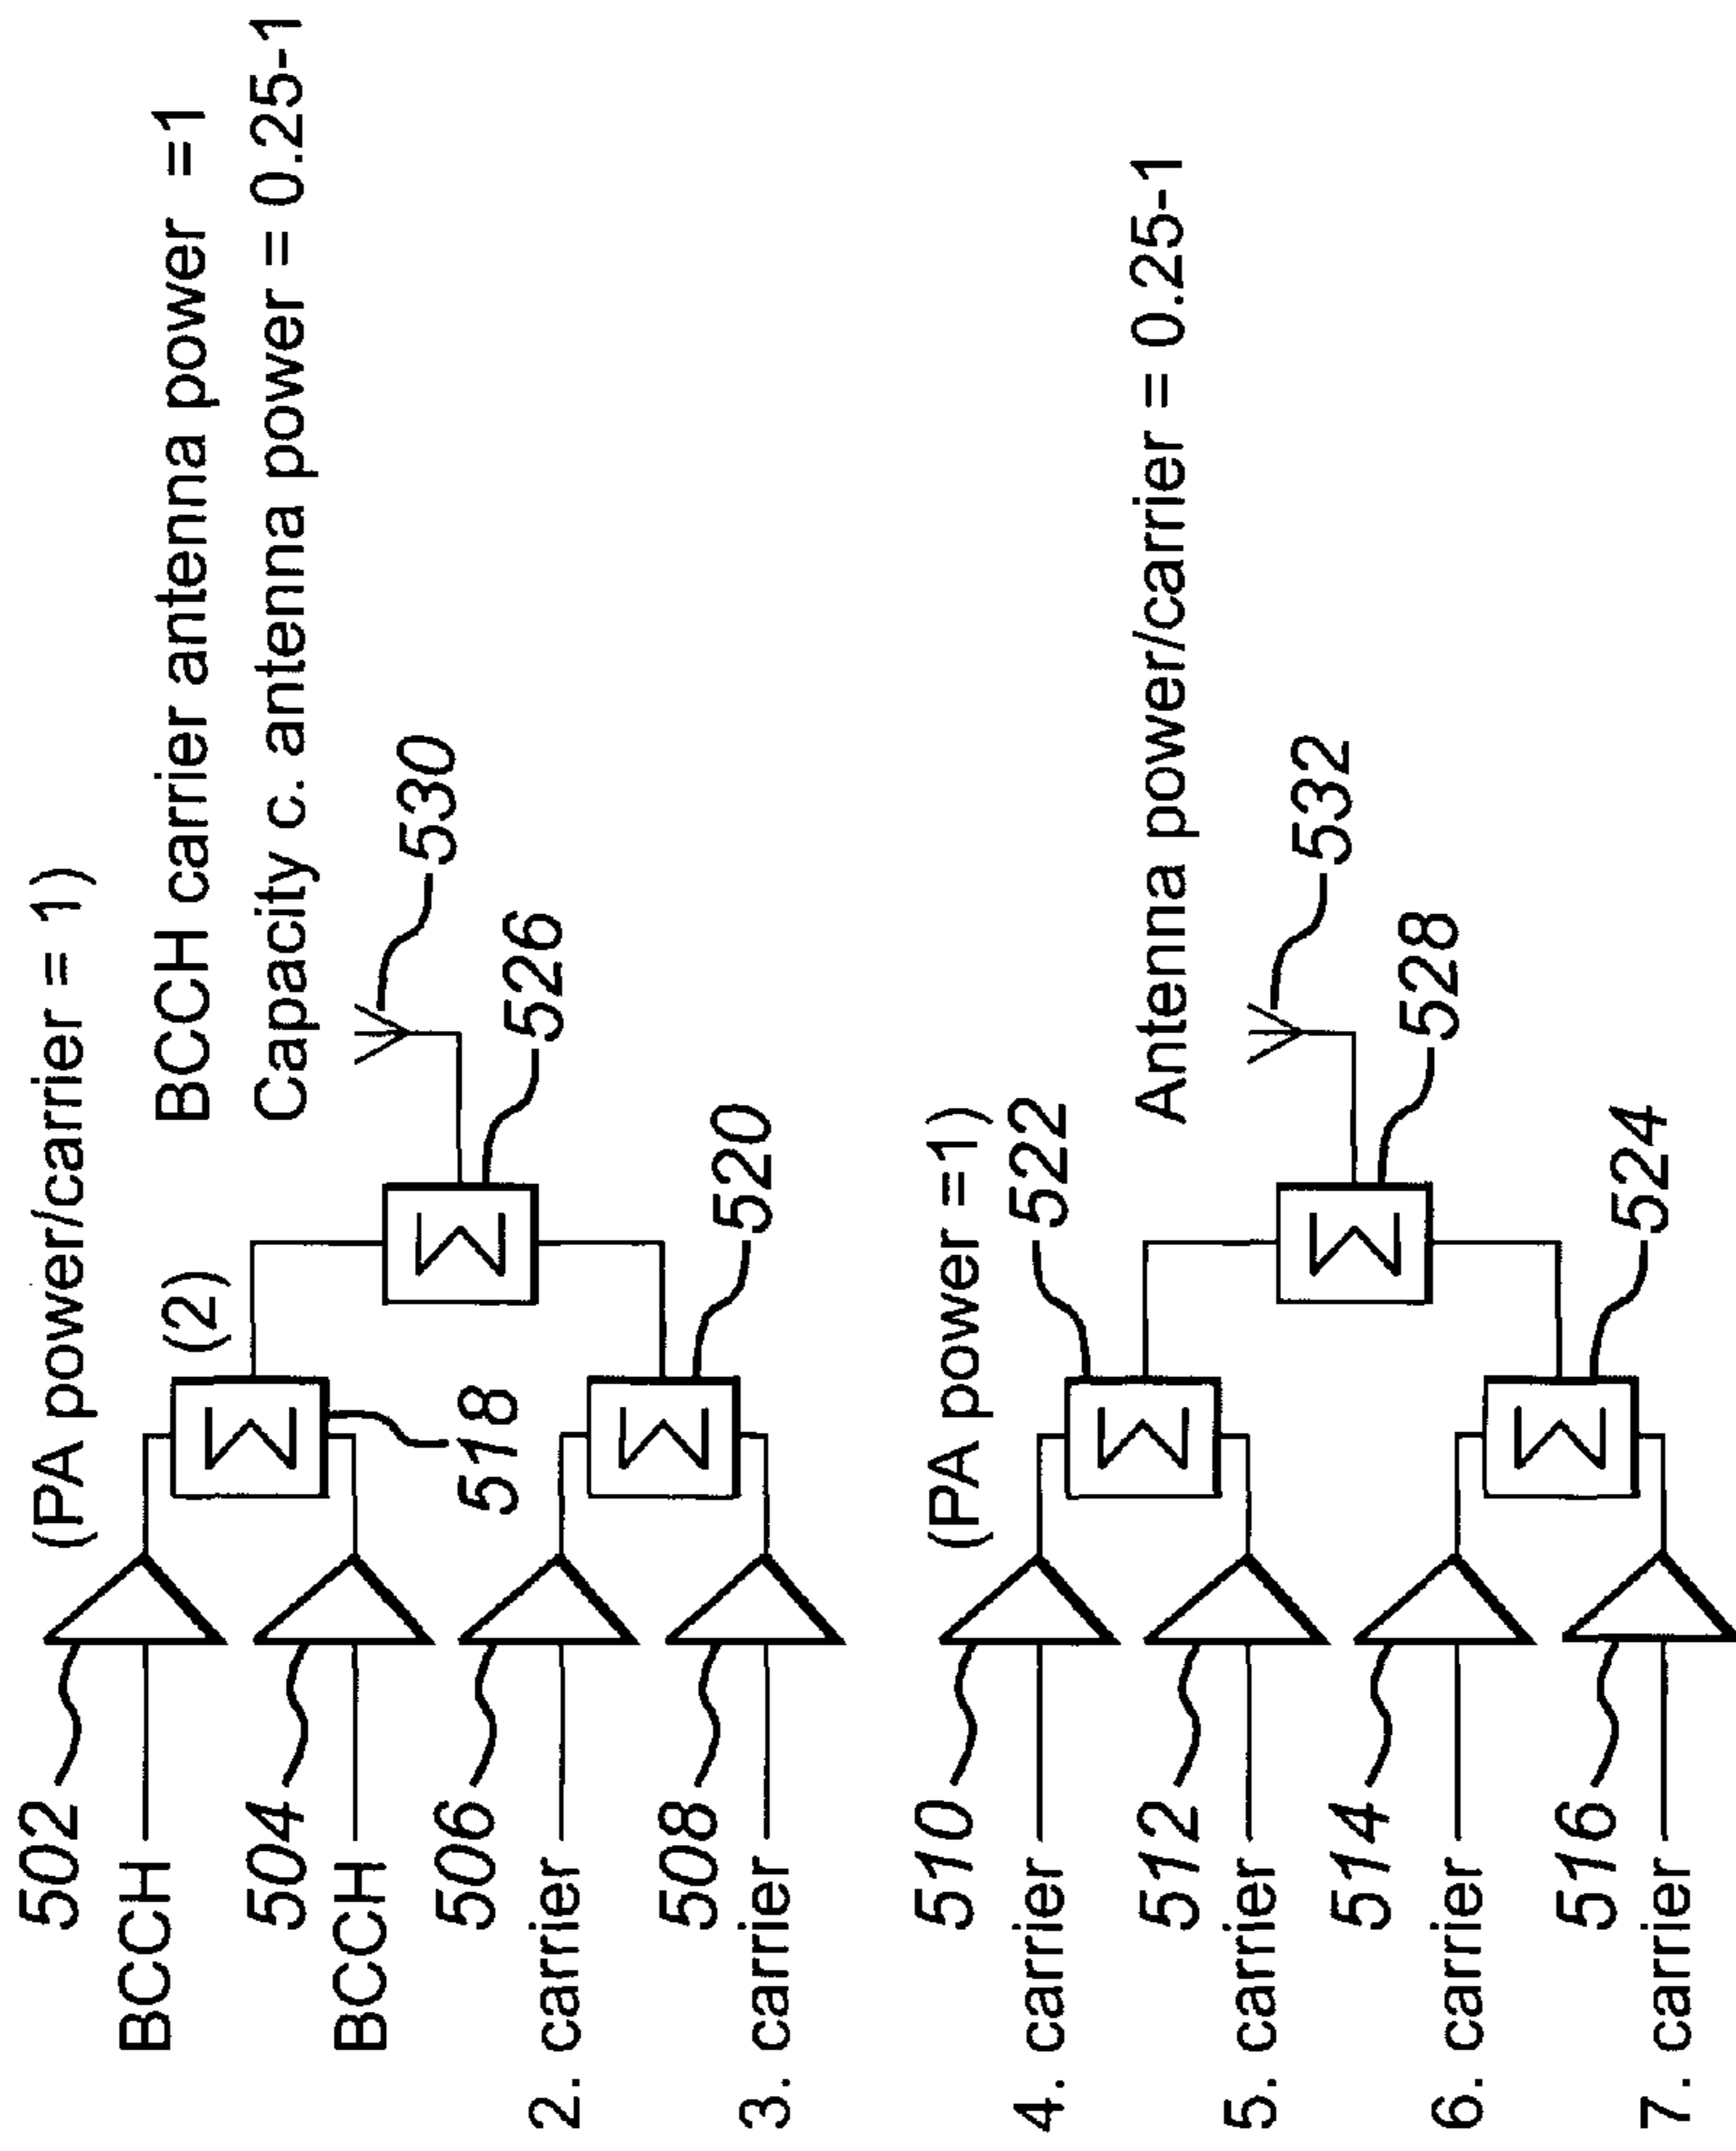 502
BCCH
(PA power/carrier = 1)
504
BCCH
(2)
518
BCCH carrier antenna power =1
Capacity c. antenna power = 0.25-1
530
526
506
2. carrier
520
508
3. carrier
510
4. carrier
(PA power =1)
522
512
5. carrier
Antenna power/carrier = 0.25-1
532
528
514
6. carrier
524
516
7. carrier